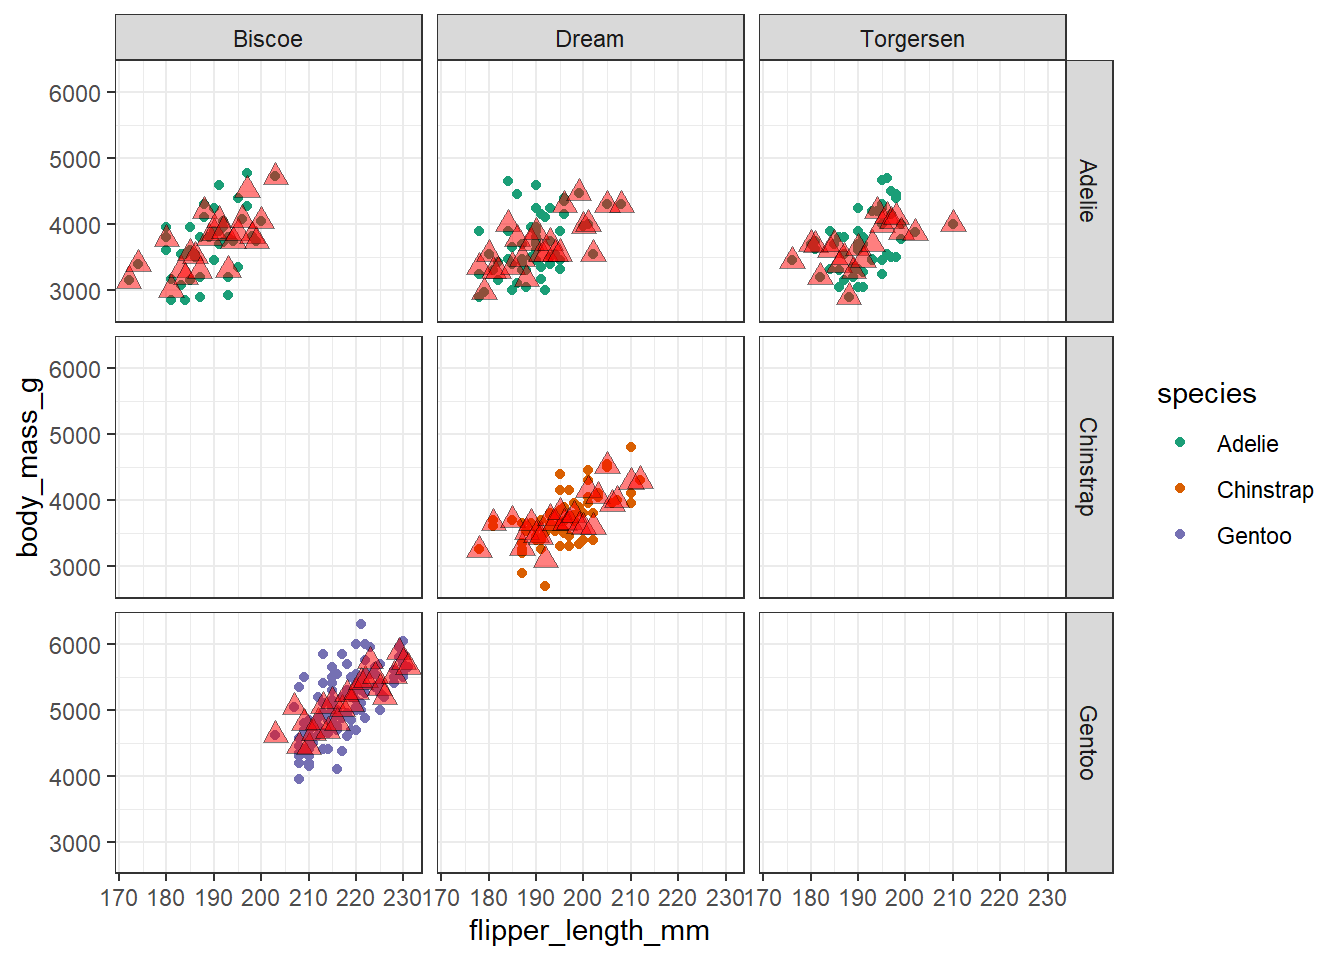 Biscoe
Dream
Torgersen
6000
5000
4000
3000
Adelie
6000
5000
4000
3000
Chinstrap
6000
5000
4000
3000
Gentoo
170 180 190 200 210 220 230
170 180 190 200 210 220 230
170 180 190 200 210 220 230
flipper_length_mm
body_mass_g
species
Adelie
Chinstrap
Gentoo